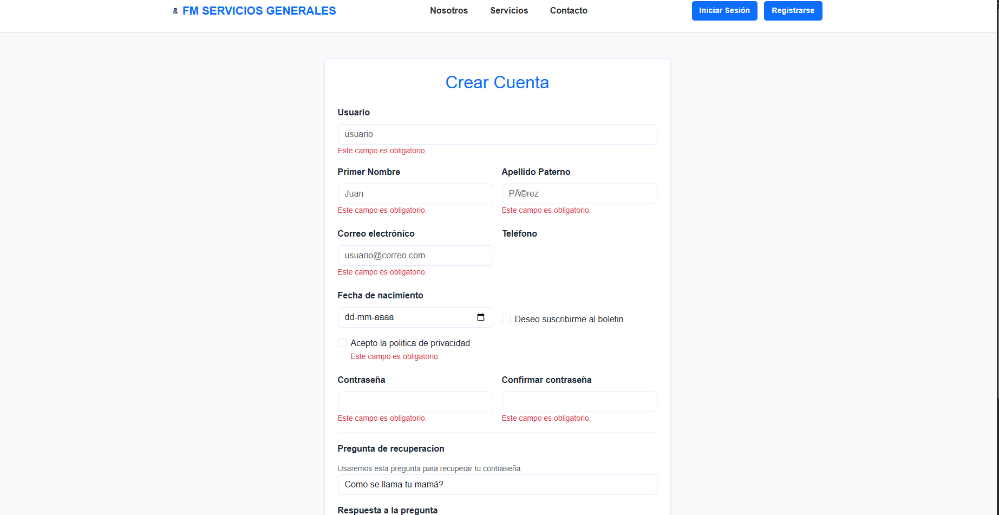 FM SERVICIOS GENERALES
Nosotros
Servicios
Contacto
Iniciar Sesión
Registrarse
Crear Cuenta
Usuario
usuario
Este campo es obligatorio.
Primer Nombre
Apellido Paterno
Juan
PÄ©rez
Este campo es obligatorio.
Este campo es obligatorio.
Correo electrónico
Teléfono
usuario@correo.com
Este campo es obligatorio.
Fecha de nacimiento
dd-mm-aaaa
Deseo suscribirme al boletin
Acepto la politica de privacidad
Este campo es obligatorio.
Contraseña
Confirmar contraseña
Este campo es obligatorio.
Este campo es obligatorio.
Pregunta de recuperacion
Usaremos esta pregunta para recuperar tu contraseña.
Como se llama tu mamá?
Respuesta a la pregunta